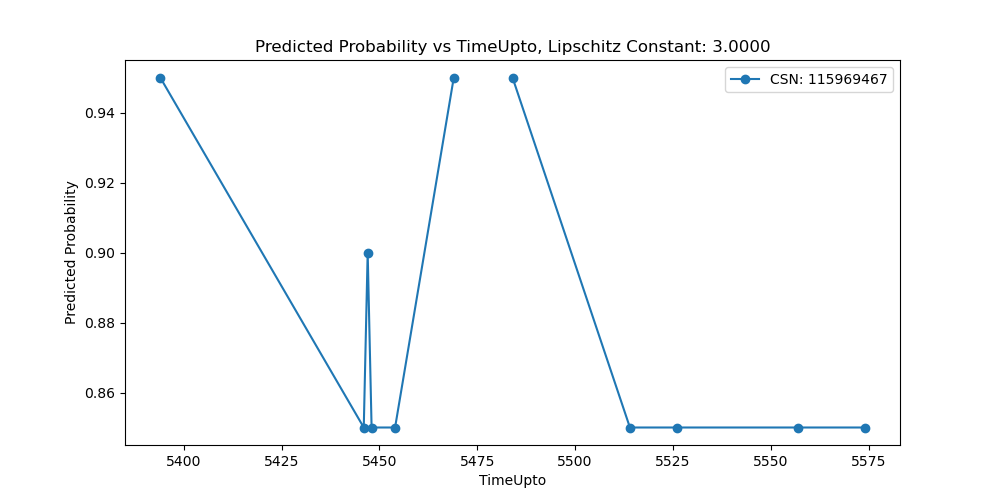 Predicted Probability vs TimeUpto, Lipschitz Constant: 3.0000
CSN: 115969467
Predicted Probability
0.94
0.92
0.90
0.88
0.86
5400 5425 5450 5475 5500 5525 5550 5575
TimeUpto